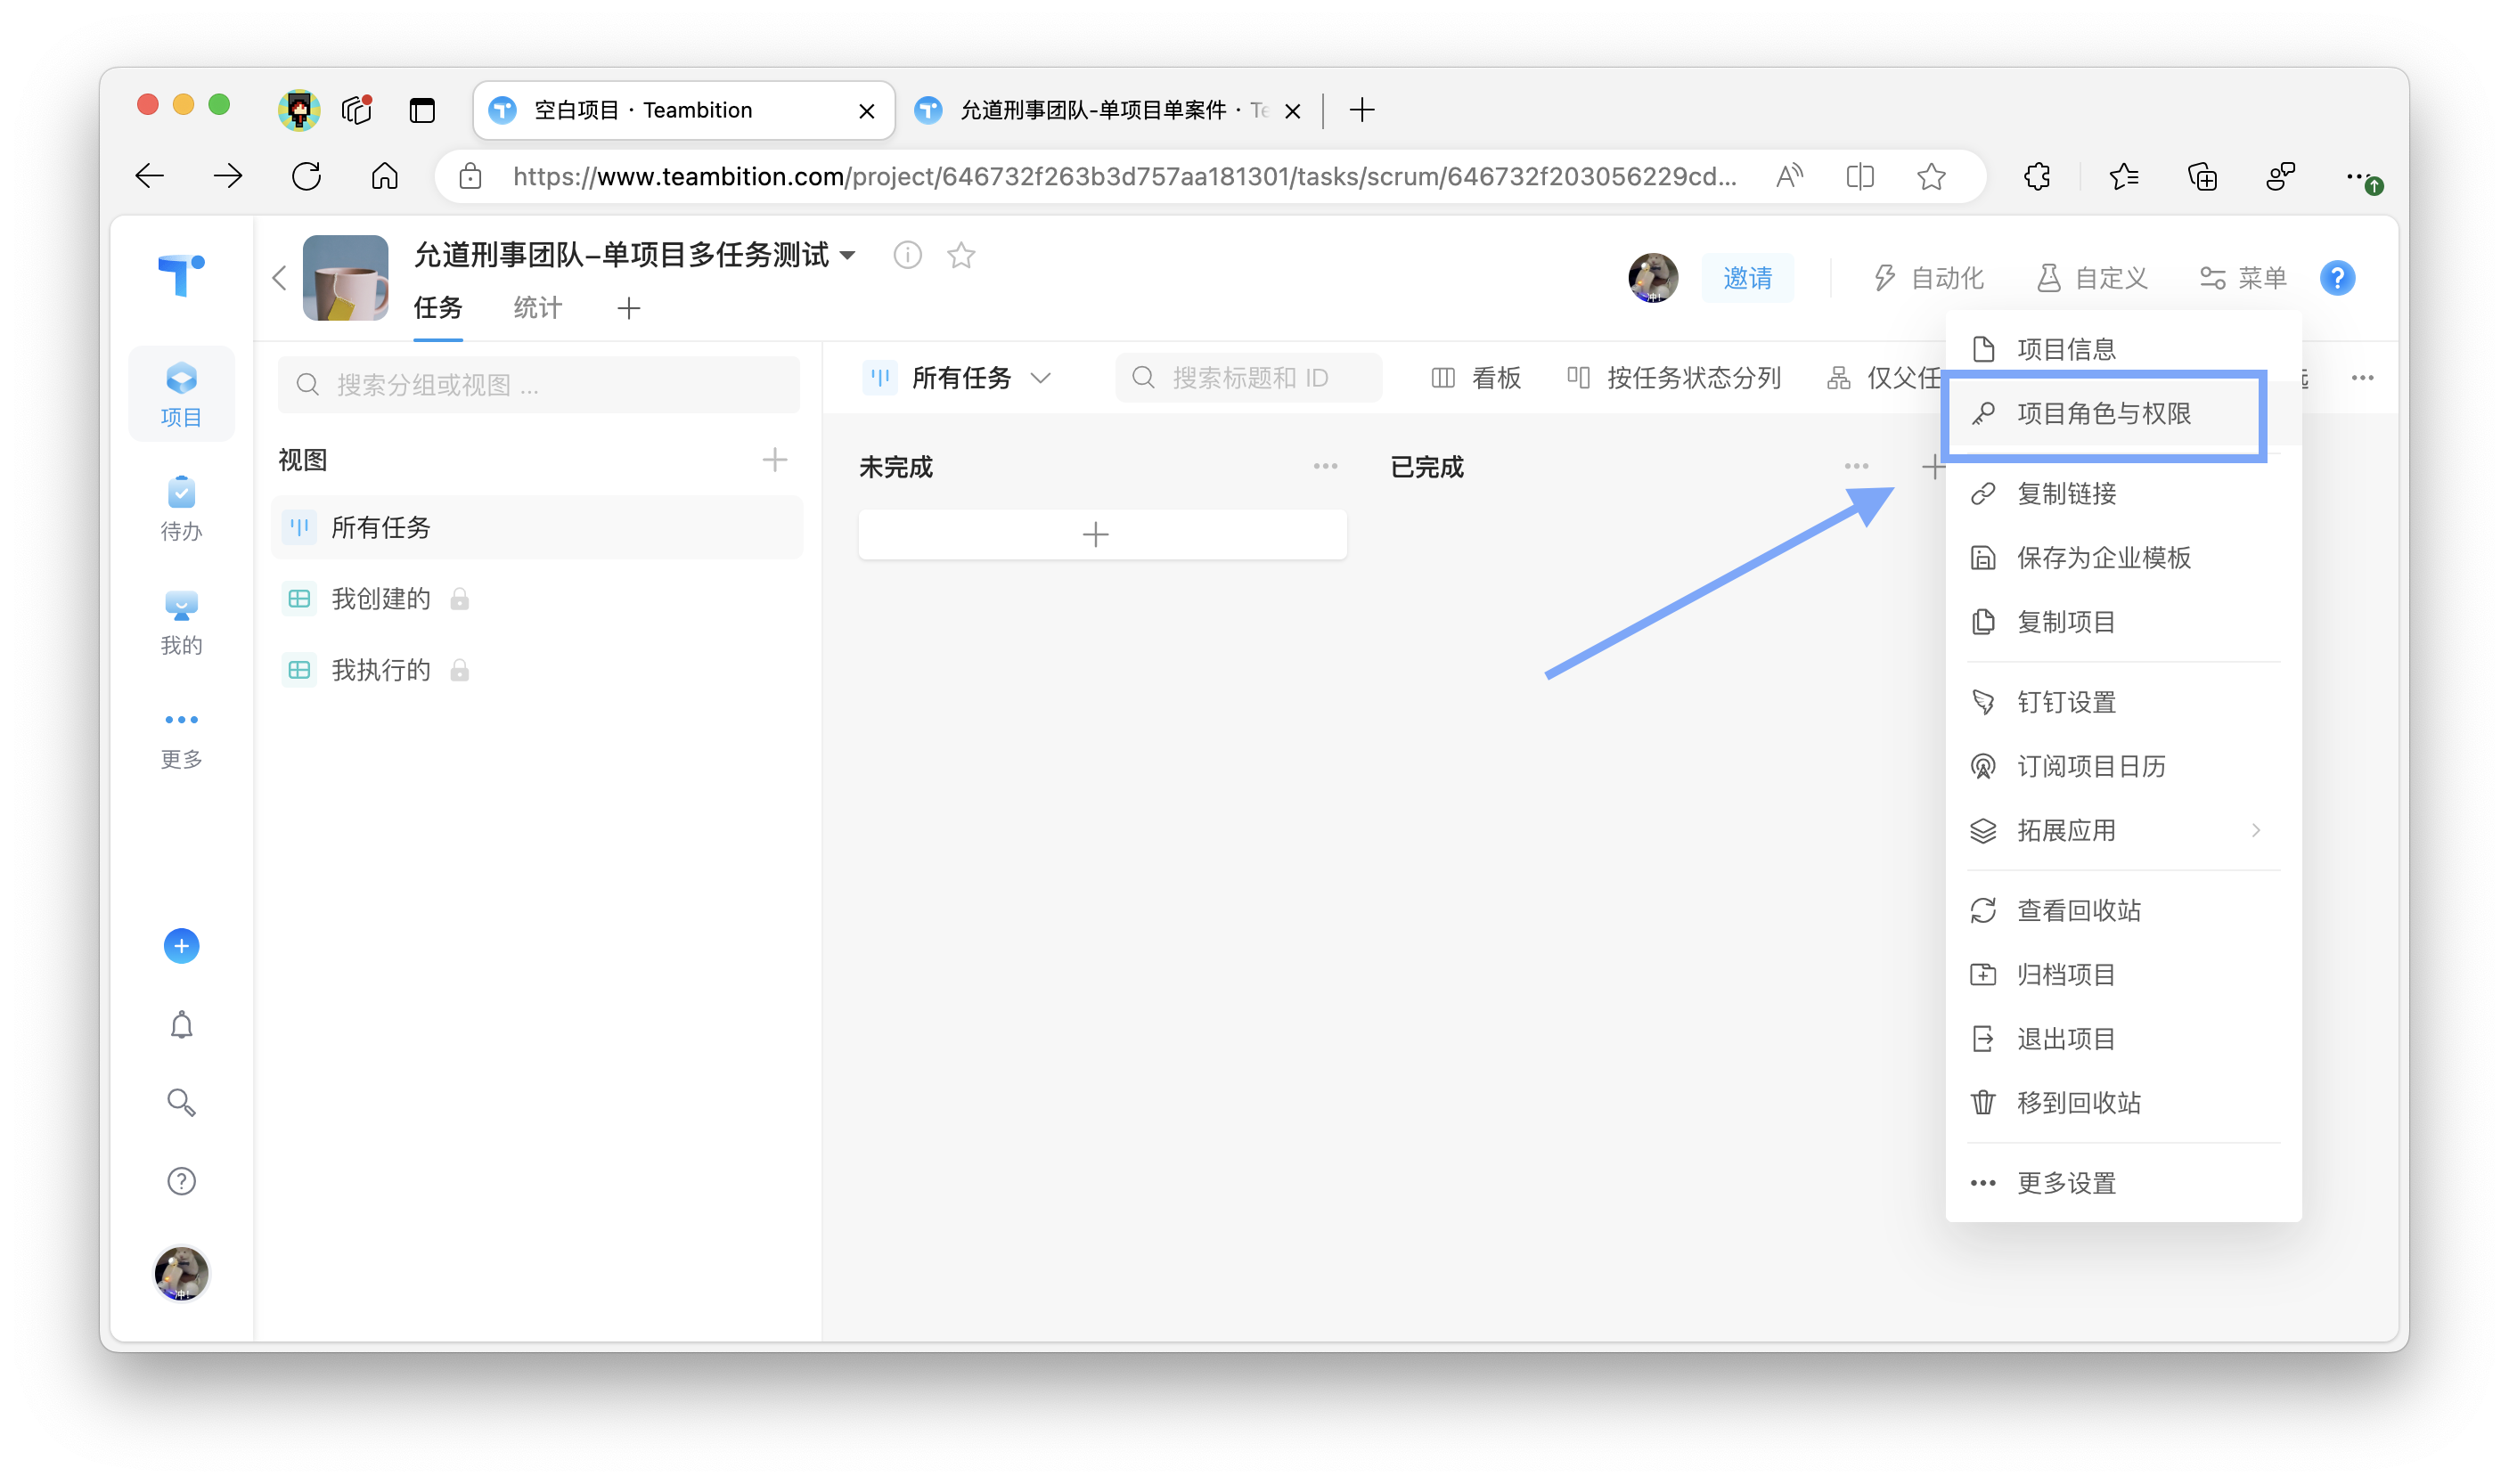 空白项目 · Teambition
允道刑事团队-单项目单案件 · Te
https://www.teambition.com/project/646732f263b3d757aa181301/tasks/scrum/646732f203056229cd...
允道刑事团队-单项目多任务测试
任务
统计
邀请
自动化
自定义
菜单
项目
待办
我的
更多
搜索分组或视图 ...
视图
所有任务
我创建的
我执行的
所有任务
搜索标题和 ID
看板
按任务状态分列
仅父任
未完成
已完成
项目信息
项目角色与权限
复制链接
保存为企业模板
复制项目
钉钉设置
订阅项目日历
拓展应用
查看回收站
归档项目
退出项目
移到回收站
更多设置
冲!
冲!